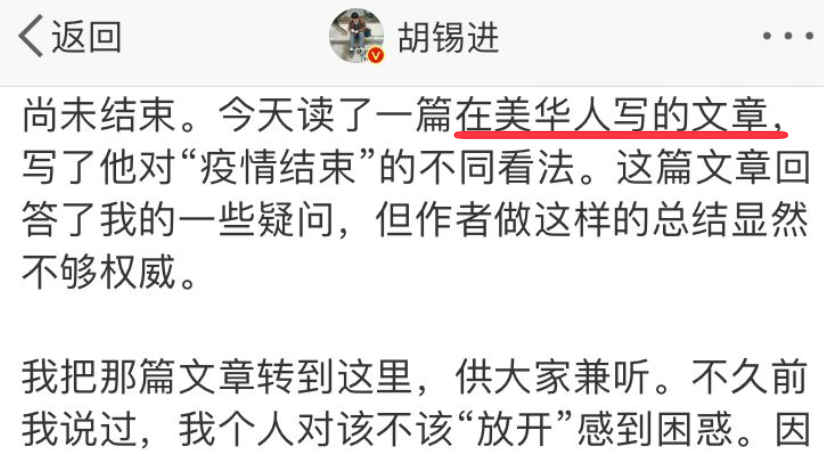 返回
胡锡进
尚未结束。今天读了一篇在美华人写的文章，
写了他对“疫情结束”的不同看法。这篇文章回
答了我的一些疑问，但作者做这样的总结显然
不够权威。
我把那篇文章转到这里，供大家兼听。不久前
我说过，我个人对该不该“放开”感到困惑。因